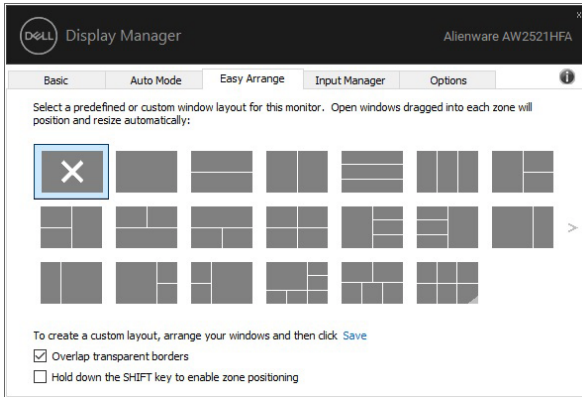 DELL Display Manager
Alienware AW2521HFA
Basic
Auto Mode
Easy Arrange
Input Manager
Options
Select a predefined or custom window layout for this monitor. Open windows dragged into each zone will
position and resize automatically:
To create a custom layout, arrange your windows and then click Save
Overlap transparent borders
Hold down the SHIFT key to enable zone positioning